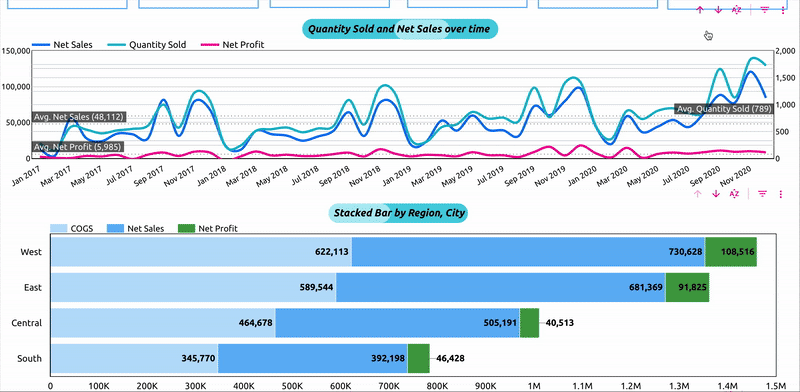 Quantity Sold and Net Sales over time
Net Sales Quantity Sold Net Profit
150,000 2,000
100,000 1,500
1,000
50,000
500
0 0
Avg. Net Sales (48,112)
Avg. Quantity Sold (789)
Avg. Net Profit (5,985)
Jan 2017 Mar 2017 May 2017 Jul 2017 Sep 2017 Nov 2017 Jan 2018 Mar 2018 May 2018 Jul 2018 Sep 2018 Nov 2018 Jan 2019 Mar 2019 May 2019 Jul 2019 Sep 2019 Nov 2019 Jan 2020 Mar 2020 May 2020 Jul 2020 Sep 2020 Nov 2020
Stacked Bar by Region, City
COGS Net Sales Net Profit
West 622,113 730,628 108,516
East 589,544 681,369 91,825
Central 464,678 505,191 40,513
South 345,770 392,198 46,428
0 100K 200K 300K 400K 500K 600K 700K 800K 900K 1M 1.1M 1.2M 1.3M 1.4M 1.5M